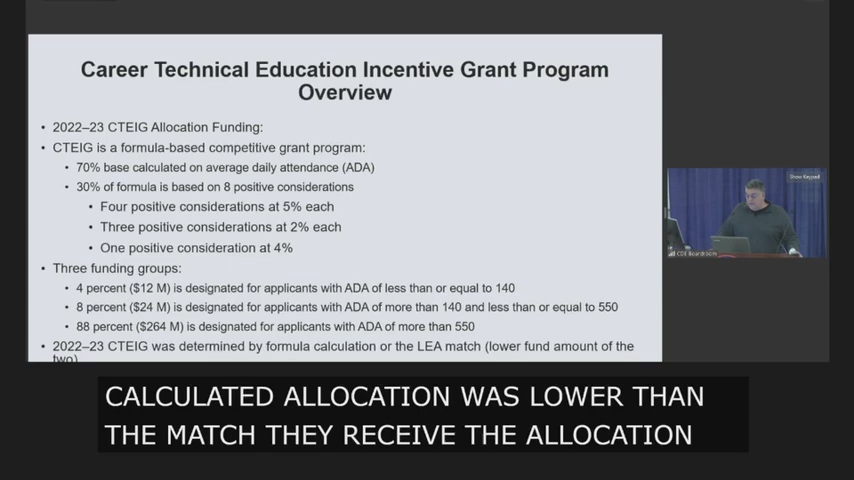 Career Technical Education Incentive Grant Program
Overview
• 2022–23 CTEIG Allocation Funding:
• CTEIG is a formula-based competitive grant program:
• 70% base calculated on average daily attendance (ADA)
• 30% of formula is based on 8 positive considerations
• Four positive considerations at 5% each
• Three positive considerations at 2% each
• One positive consideration at 4%
• Three funding groups:
• 4 percent ($12 M) is designated for applicants with ADA of less than or equal to 140
• 8 percent ($24 M) is designated for applicants with ADA of more than 140 and less than or equal to 550
• 88 percent ($264 M) is designated for applicants with ADA of more than 550
• 2022–23 CTEIG was determined by formula calculation or the LEA match (lower fund amount of the
two)
CDE Boardroom
CALCULATED ALLOCATION WAS LOWER THAN
THE MATCH THEY RECEIVE THE ALLOCATION